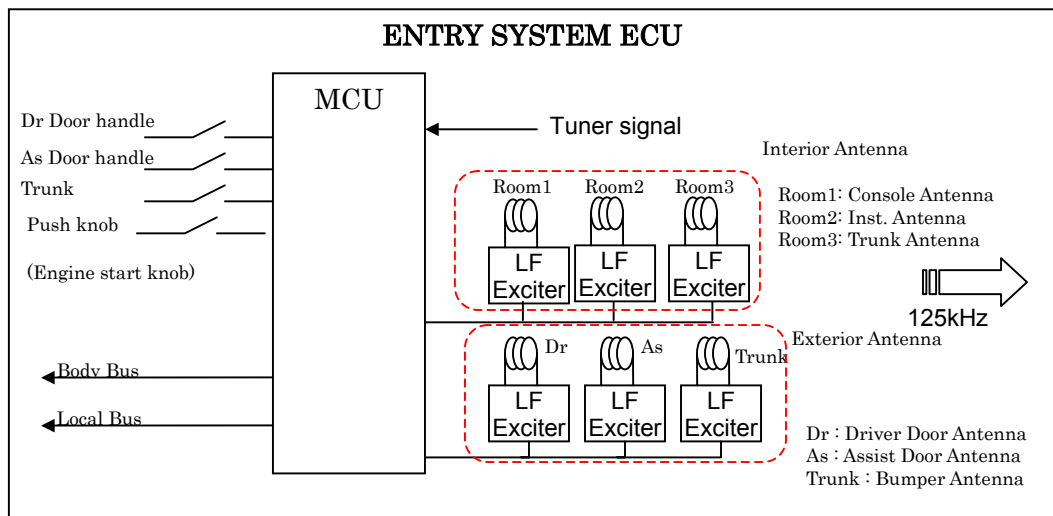 ENTRY SYSTEM ECU
MCU
Dr Door handle
As Door handle
Trunk
Push knob
(Engine start knob)
Body Bus
Local Bus
Tuner signal
Interior Antenna
Room1 Room2 Room3
LF Exciter
LF Exciter
LF Exciter
Room1: Console Antenna
Room2: Inst. Antenna
Room3: Trunk Antenna
125kHz
Exterior Antenna
Dr As Trunk
LF Exciter
LF Exciter
LF Exciter
Dr : Driver Door Antenna
As : Assist Door Antenna
Trunk : Bumper Antenna